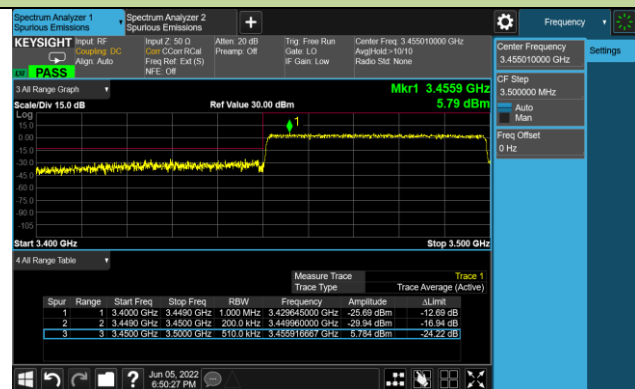 Spectrum Analyzer 1
Spurious Emissions
Spectrum Analyzer 2
Spurious Emissions
+
Frequency
KEYSIGHT Input: RF
Coupling: DC
Align: Auto
Input Z: 50 Ω
Corr CCorr RCal
Freq Ref: Ext (S)
NFE: Off
Atten: 20 dB
Preamp: Off
Trig: Free Run
Gate: LO
IF Gain: Low
Center Freq: 3.455010000 GHz
Avg|Hold:>10/10
Radio Std: None
PASS
Center Frequency
3.455010000 GHz
Settings
CF Step
3.500000 MHz
Auto
Man
Freq Offset
0 Hz
3 All Range Graph
Mkr1 3.4559 GHz
Scale/Div 15.0 dB
Ref Value 30.00 dBm
5.79 dBm
Log
15.0
0.00
-15.0
-30.0
-45.0
-60.0
-75.0
-90.0
-105
1
Start 3.400 GHz
Stop 3.500 GHz
4 All Range Table
Measure Trace Trace 1
Trace Type Trace Average (Active)
Spur Range Start Freq Stop Freq RBW Frequency Amplitude ΔLimit
1 1 3.4000 GHz 3.4490 GHz 1.000 MHz 3.429645000 GHz -25.69 dBm -12.69 dB
2 2 3.4490 GHz 3.4500 GHz 200.0 kHz 3.449960000 GHz -29.94 dBm -16.94 dB
3 3 3.4500 GHz 3.5000 GHz 510.0 kHz 3.455916667 GHz 5.784 dBm -24.22 dB
?
Jun 05, 2022
6:50:27 PM